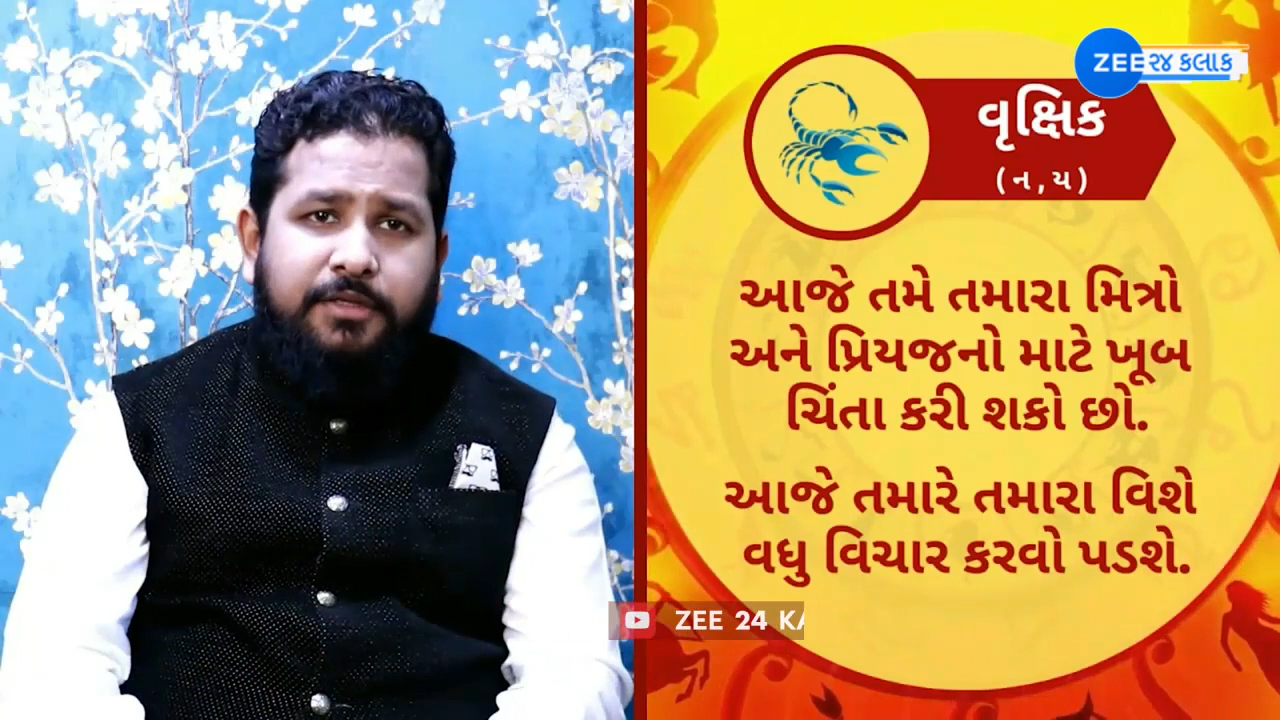 ZEE ૨૪ કલાક
વૃશ્ચિક
( ન , ય )
આજે તમે તમારા મિત્રો
અને પ્રિયજનો માટે ખૂબ
ચિંતા કરી શકો છો.
આજે તમારે તમારા વિશે
વધુ વિચાર કરવો પડશે.
ZEE 24 KA